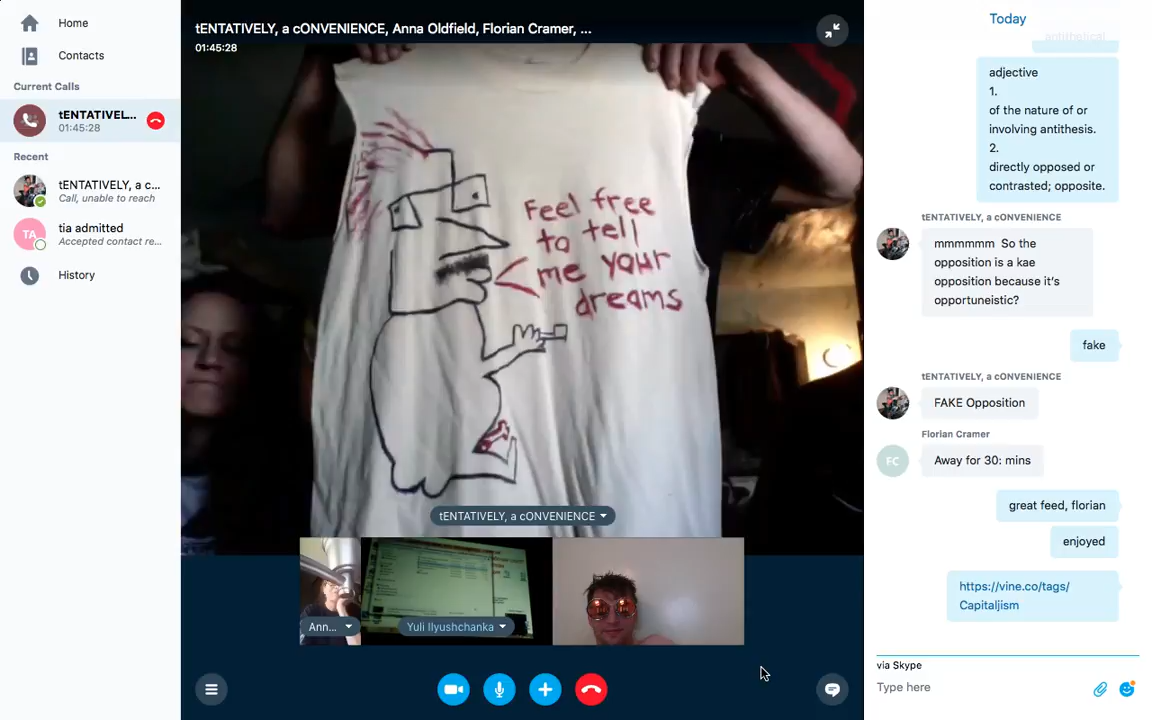 Home
Contacts
Current Calls
tENTATIVEL...
01:45:28
Recent
tENTATIVELY, a c...
Call, unable to reach
TA
tia admitted
Accepted contact re...
History
tENTATIVELY, a cONVENIENCE, Anna Oldfield, Florian Cramer, ...
01:45:28
Feel free
to tell
me your
dreams
tENTATIVELY, a cONVENIENCE
Ann...
Yuli Ilyushchanka
Today
antithetical
adjective
1.
of the nature of or
involving antithesis.
2.
directly opposed or
contrasted; opposite.
tENTATIVELY, a cONVENIENCE
mmmmmm  So the
opposition is a kae
opposition because it's
opportuneistic?
fake
tENTATIVELY, a cONVENIENCE
FAKE Opposition
Florian Cramer
FC
Away for 30: mins
great feed, florian
enjoyed
https://vine.co/tags/
Capitaljism
via Skype
Type here